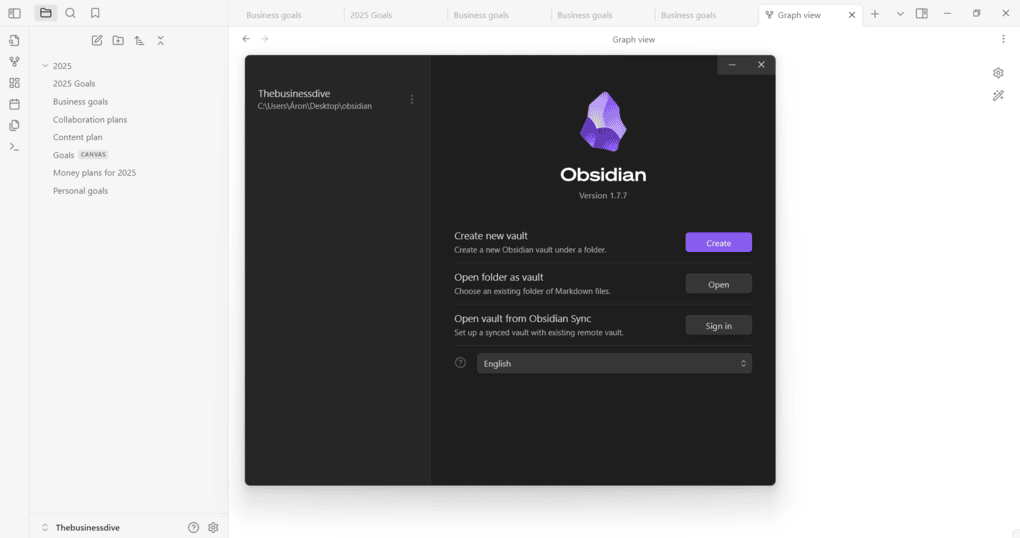 Business goals
2025 Goals
Business goals
Business goals
Business goals
Graph view
Graph view
2025
2025 Goals
Business goals
Collaboration plans
Content plan
Goals CANVAS
Money plans for 2025
Personal goals
Thebusinessdive
Thebusinessdive
C:\Users\Áron\Desktop\obsidian
Obsidian
Version 1.7.7
Create new vault
Create a new Obsidian vault under a folder.
Create
Open folder as vault
Choose an existing folder of Markdown files.
Open
Open vault from Obsidian Sync
Set up a synced vault with existing remote vault.
Sign in
English